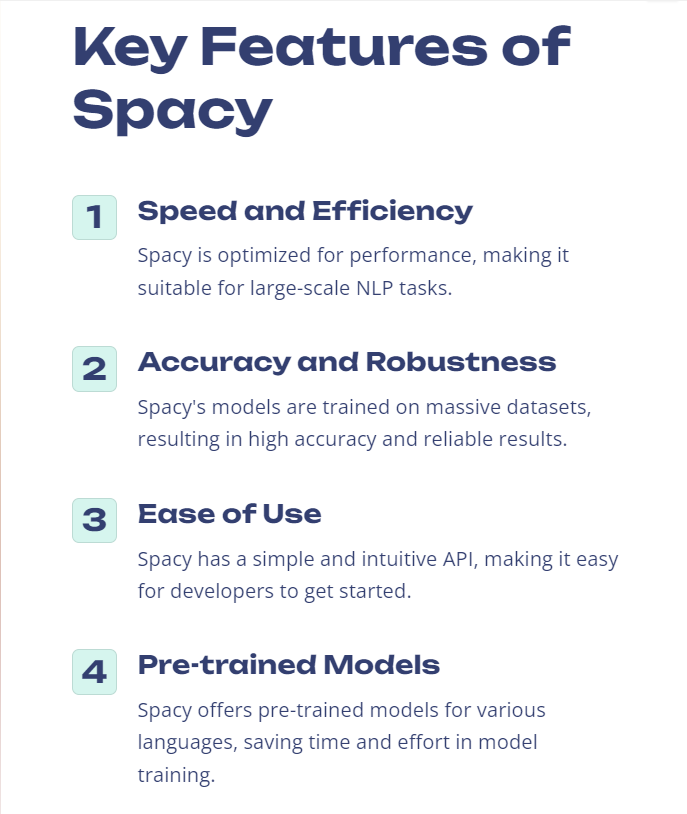 Key Features of
Spacy
1
Speed and Efficiency
Spacy is optimized for performance, making it
suitable for large-scale NLP tasks.
2
Accuracy and Robustness
Spacy's models are trained on massive datasets,
resulting in high accuracy and reliable results.
3
Ease of Use
Spacy has a simple and intuitive API, making it easy
for developers to get started.
4
Pre-trained Models
Spacy offers pre-trained models for various
languages, saving time and effort in model
training.